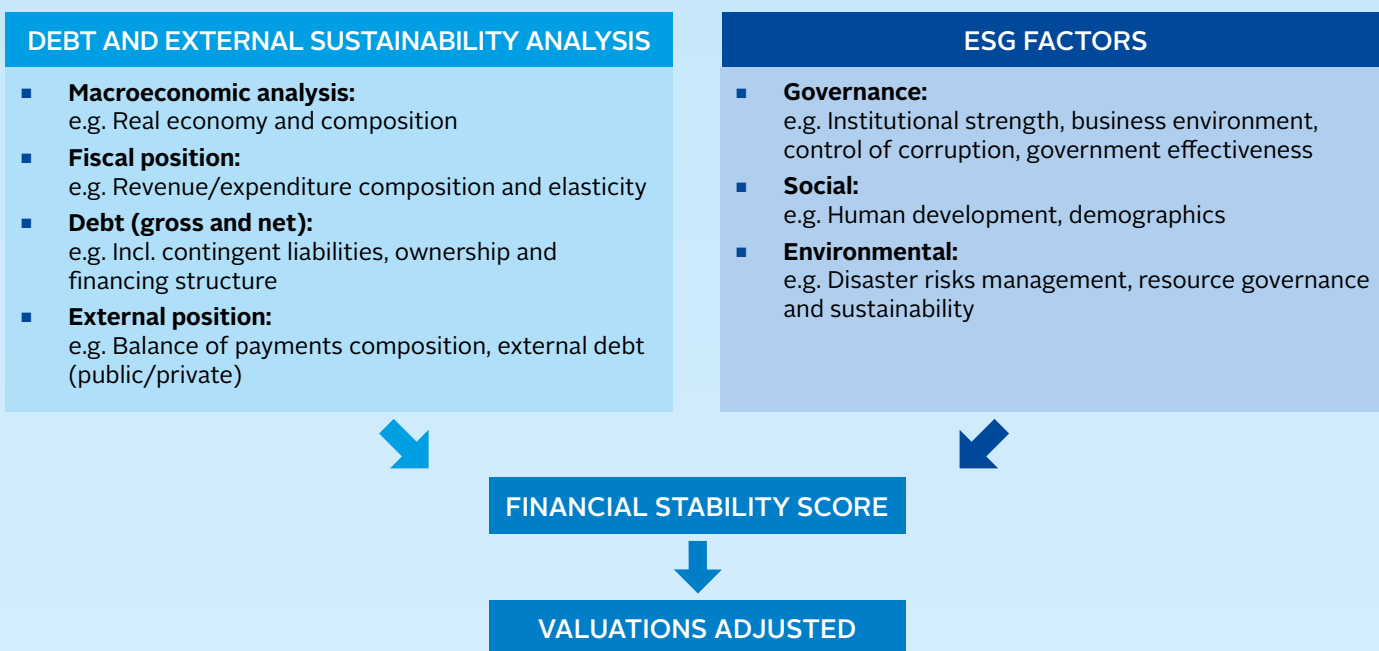 DEBT AND EXTERNAL SUSTAINABILITY ANALYSIS
▪ Macroeconomic analysis:
e.g. Real economy and composition
▪ Fiscal position:
e.g. Revenue/expenditure composition and elasticity
▪ Debt (gross and net):
e.g. Incl. contingent liabilities, ownership and
financing structure
▪ External position:
e.g. Balance of payments composition, external debt
(public/private)
ESG FACTORS
▪ Governance:
e.g. Institutional strength, business environment,
control of corruption, government effectiveness
▪ Social:
e.g. Human development, demographics
▪ Environmental:
e.g. Disaster risks management, resource governance
and sustainability
FINANCIAL STABILITY SCORE
VALUATIONS ADJUSTED